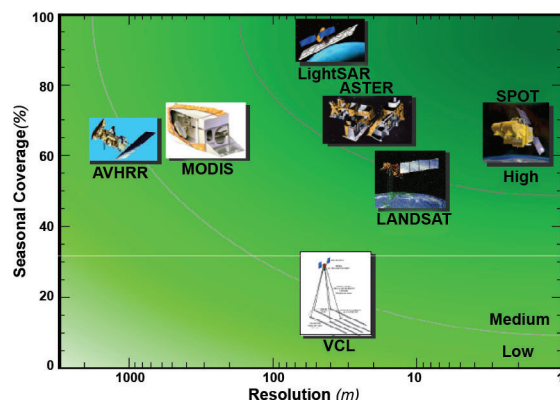 100
80
60
40
20
0
Seasonal Coverage(%)
LightSAR
ASTER
SPOT
AVHRR
MODIS
High
LANDSAT
VCL
Medium
Low
1000
100
10
1
Resolution (m)